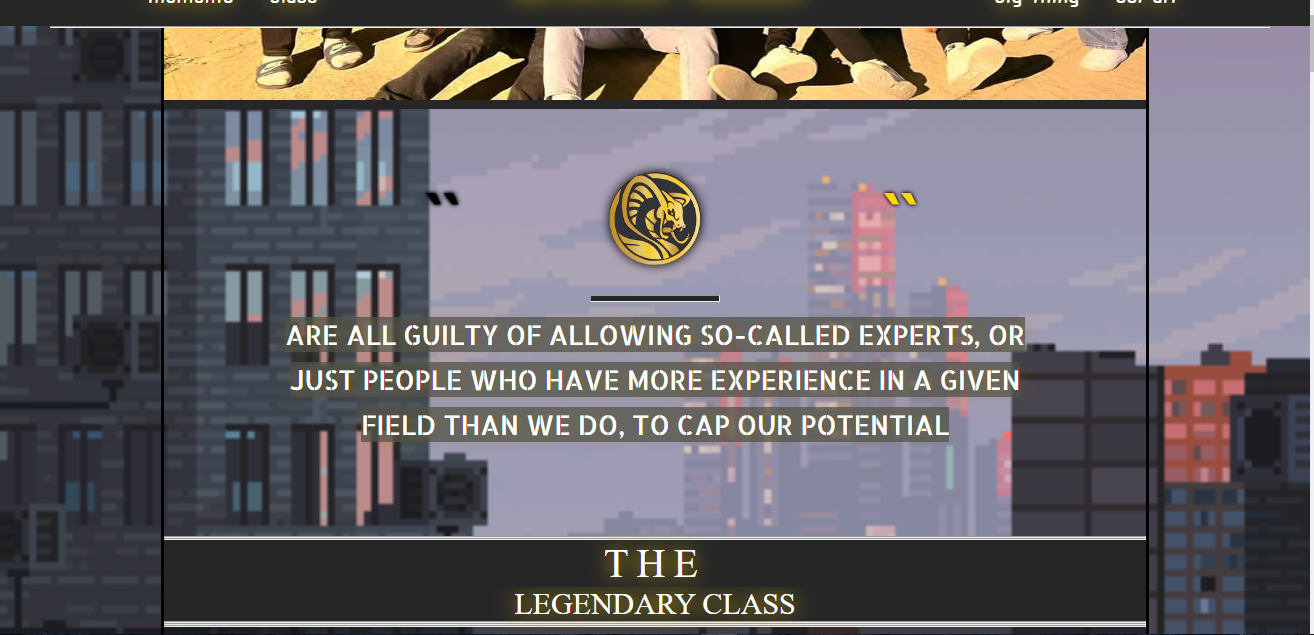 ARE ALL GUILTY OF ALLOWING SO-CALLED EXPERTS, OR
JUST PEOPLE WHO HAVE MORE EXPERIENCE IN A GIVEN
FIELD THAN WE DO, TO CAP OUR POTENTIAL
THE
LEGENDARY CLASS